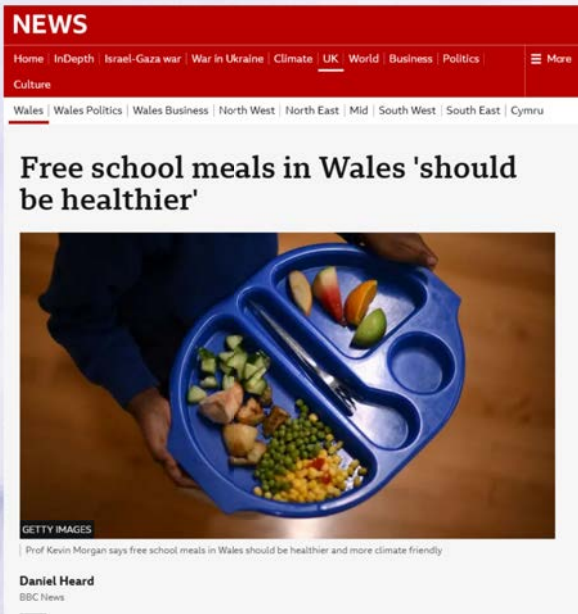 NEWS
Home InDepth Israel-Gaza war War in Ukraine Climate UK World Business Politics More
Culture
Wales Wales Politics Wales Business North West North East Mid South West South East Cymru
Free school meals in Wales 'should
be healthier'
GETTY IMAGES
Prof Kevin Morgan says free school meals in Wales should be healthier and more climate friendly
Daniel Heard
BBC News